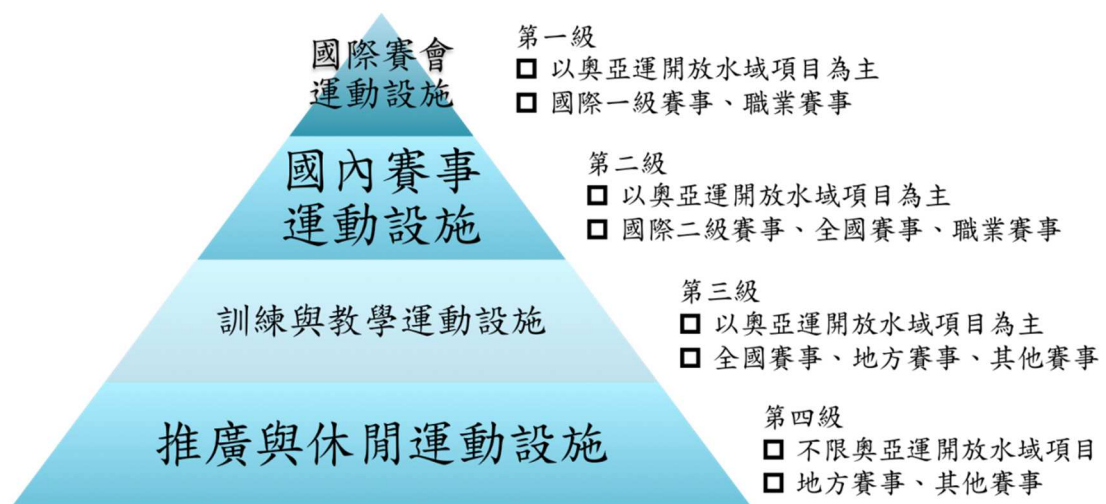 國際賽會
運動設施
第一級
□ 以奧亞運開放水域項目為主
□ 國際一級賽事、職業賽事
國內賽事
運動設施
第二級
□ 以奧亞運開放水域項目為主
□ 國際二級賽事、全國賽事、職業賽事
訓練與教學運動設施
第三級
□ 以奧亞運開放水域項目為主
□ 全國賽事、地方賽事、其他賽事
推廣與休閒運動設施
第四級
□ 不限奧亞運開放水域項目
□ 地方賽事、其他賽事